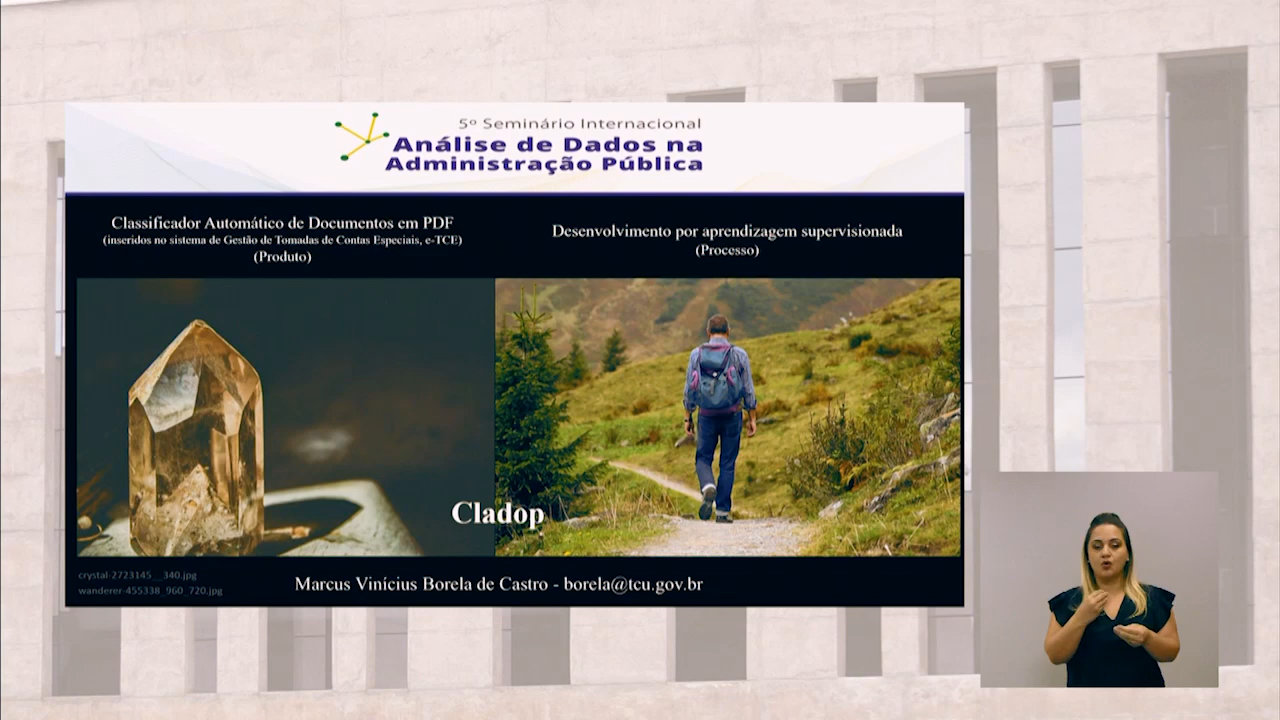 5º Seminário Internacional
Análise de Dados na
Administração Pública
Classificador Automático de Documentos em PDF
(inseridos no sistema de Gestão de Tomadas de Contas Especiais, e-TCE)
(Produto)
Desenvolvimento por aprendizagem supervisionada
(Processo)
Cladop
crystal-2723145__340.jpg
wanderer-455338_960_720.jpg
Marcus Vinícius Borela de Castro - borela@tcu.gov.br